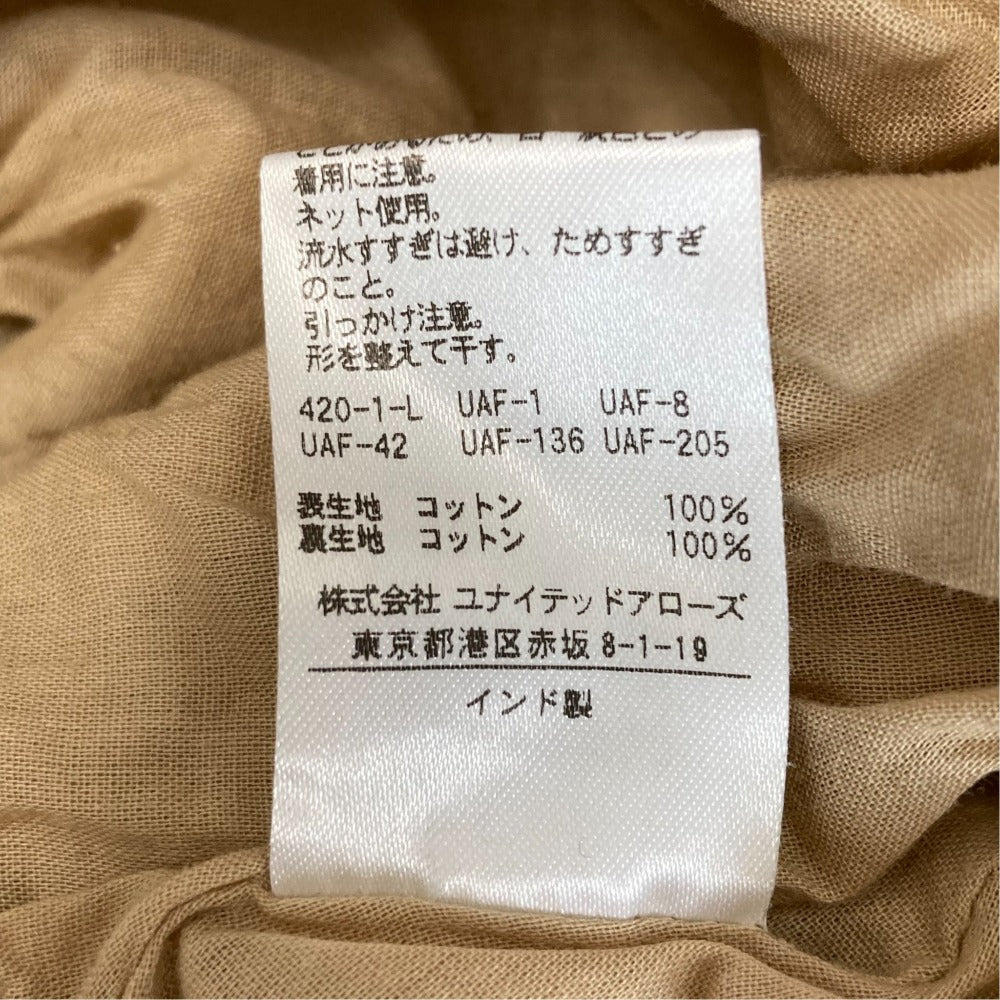 着用に注意。
ネット使用。
流水すすぎは避け、ためすすぎ
のこと。
引っかけ注意。
形を整えて干す。
420-1-L UAF-1 UAF-8
UAF-42 UAF-136 UAF-205
表生地 コットン 100%
裏生地 コットン 100%
株式会社 ユナイテッドアローズ
東京都港区赤坂8-1-19
インド製